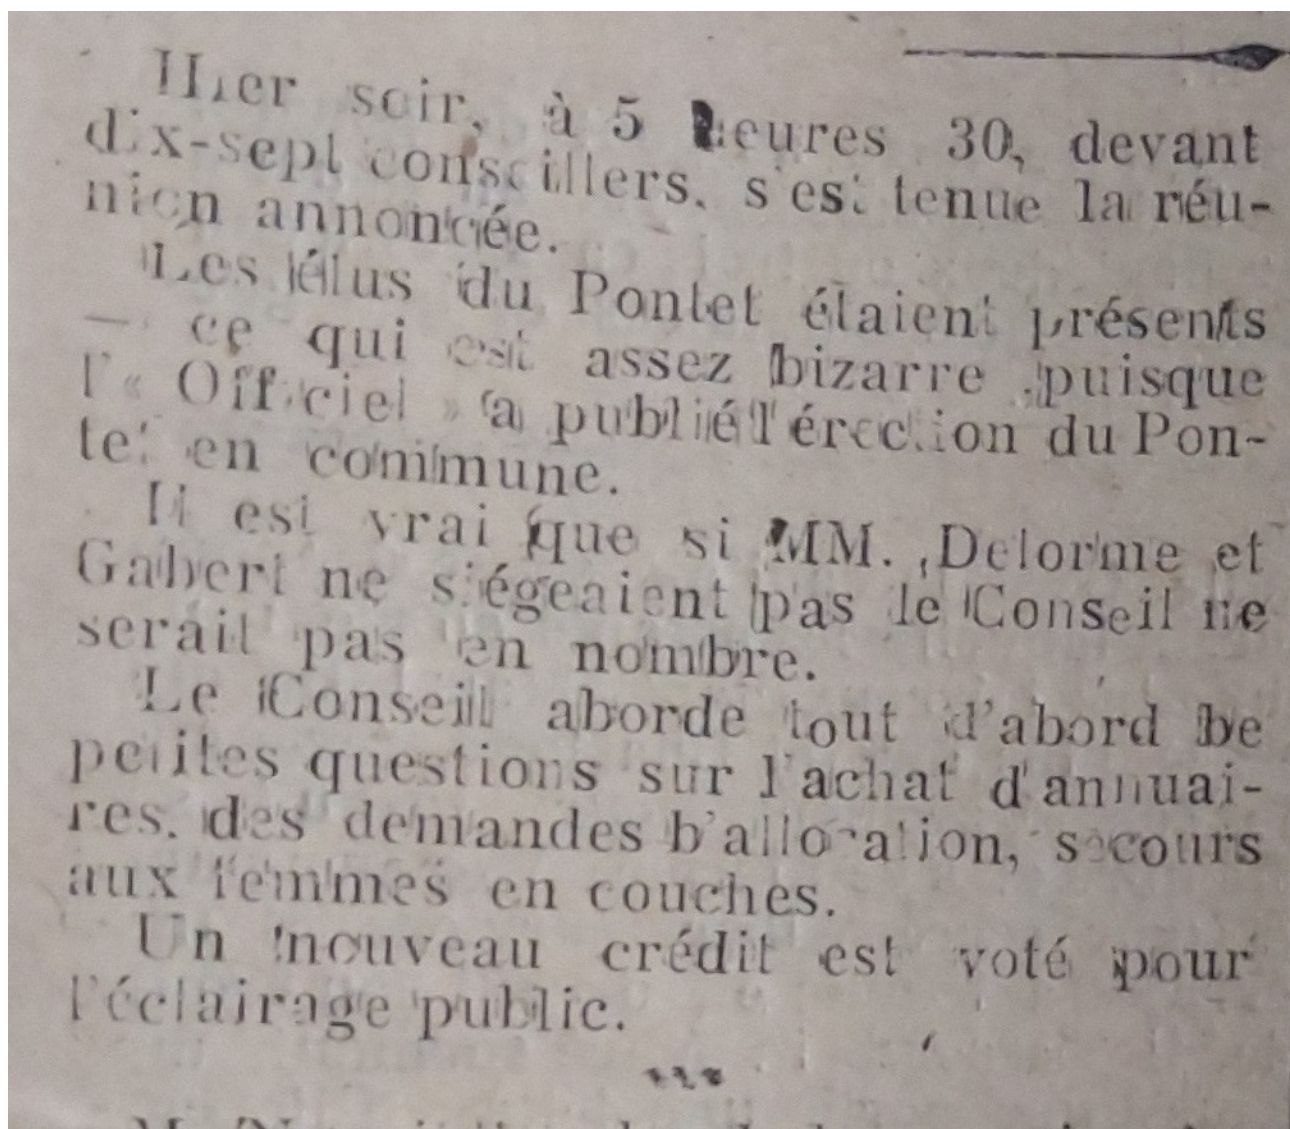 Hier soir, à 5 heures 30, devant
dix-sept conseillers, s'est tenue la réu-
nion annoncée.
Les élus du Pontet étaient présents
— ce qui est assez bizarre puisque
l'« Officiel » a publié l'érection du Pon-
tet en commune.
Il est vrai que si MM. Delorme et
Gabert ne siégeaient pas le Conseil ne
serait pas en nombre.
Le Conseil aborde tout d'abord be
petites questions sur l'achat d'annuai-
res, des demandes b'allocation, secours
aux femmes en couches.
Un nouveau crédit est voté pour
l'éclairage public.